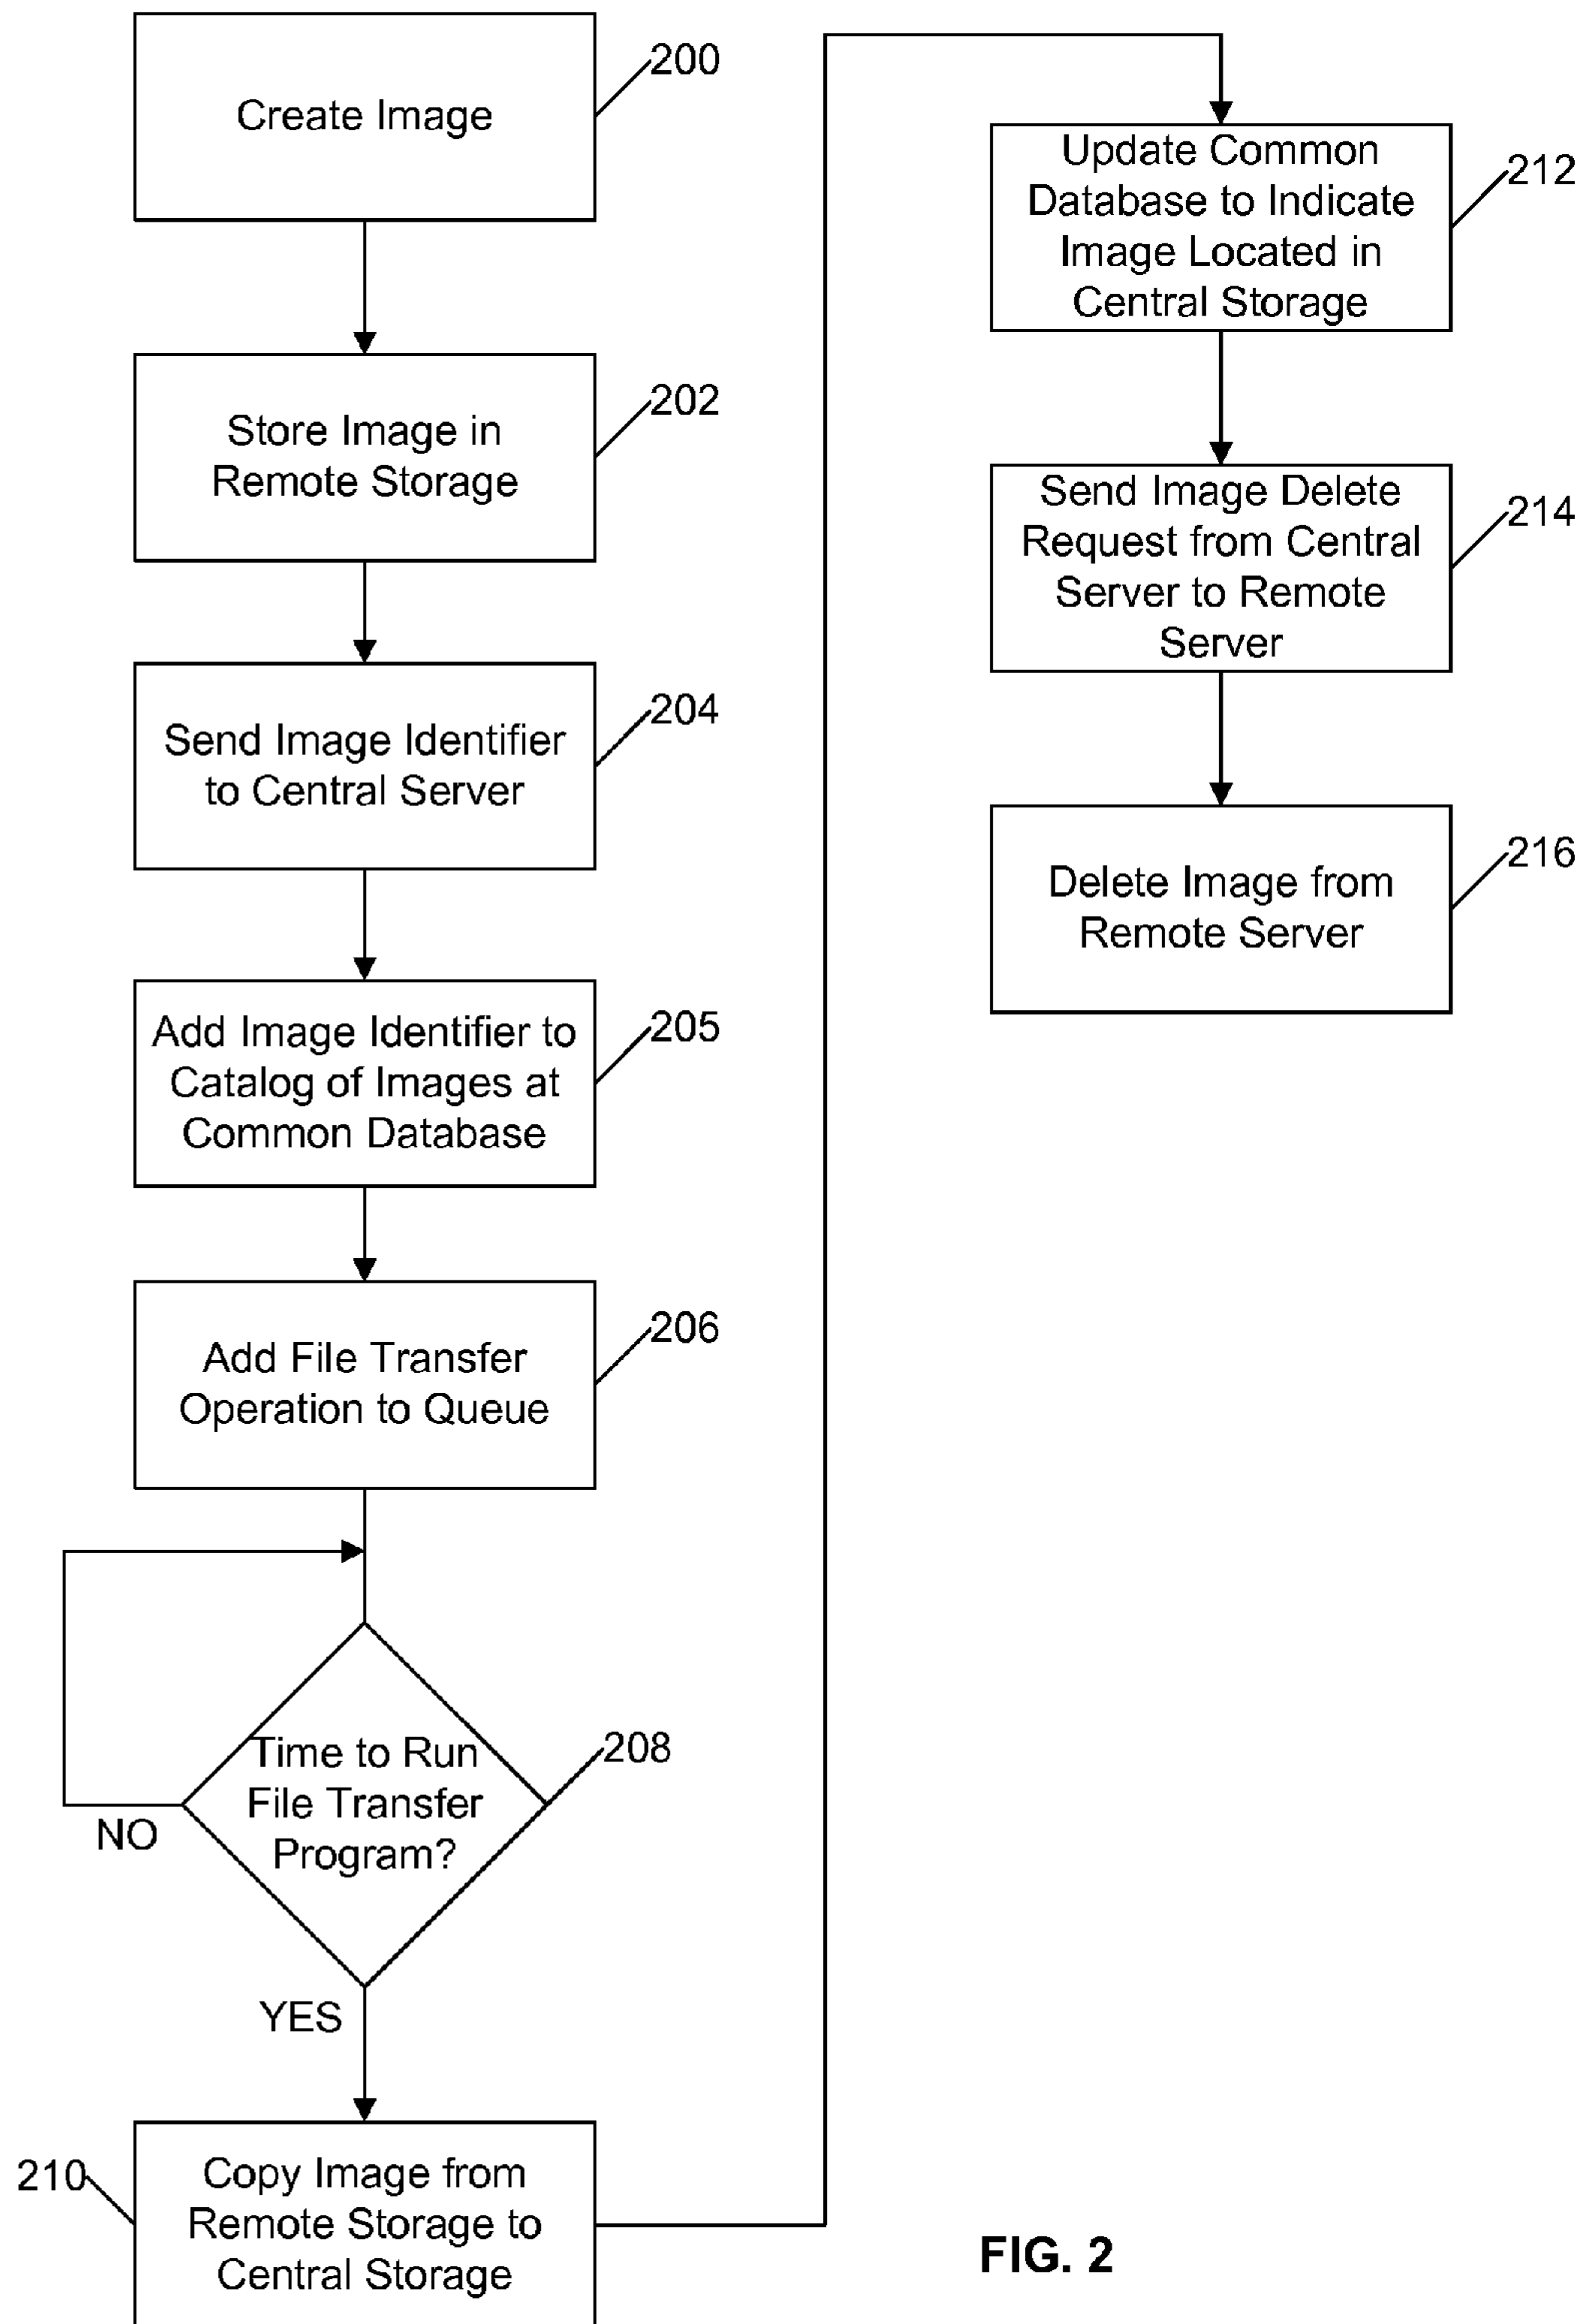 Create Image
200
Store Image in
Remote Storage
202
Send Image Identifier
to Central Server
204
Add Image Identifier to
Catalog of Images at
Common Database
205
Add File Transfer
Operation to Queue
206
Time to Run
File Transfer
Program?
208
NO
YES
210
Copy Image from
Remote Storage to
Central Storage
Update Common
Database to Indicate
Image Located in
Central Storage
212
Send Image Delete
Request from Central
Server to Remote
Server
214
Delete Image from
Remote Server
216
FIG. 2